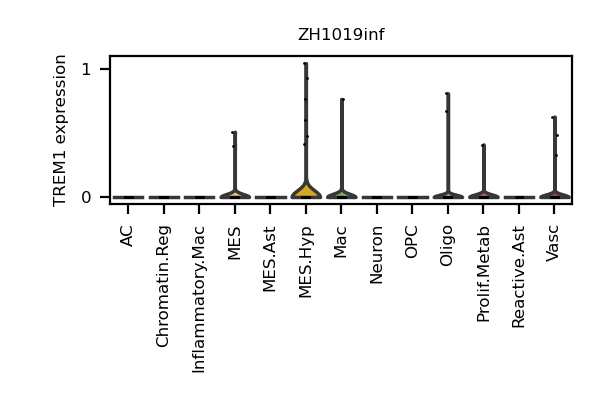 ZH1019inf
TREM1 expression
1
0
AC
Chromatin.Reg
Inflammatory.Mac
MES
MES.Ast
MES.Hyp
Mac
Neuron
OPC
Oligo
Prolif.Metab
Reactive.Ast
Vasc